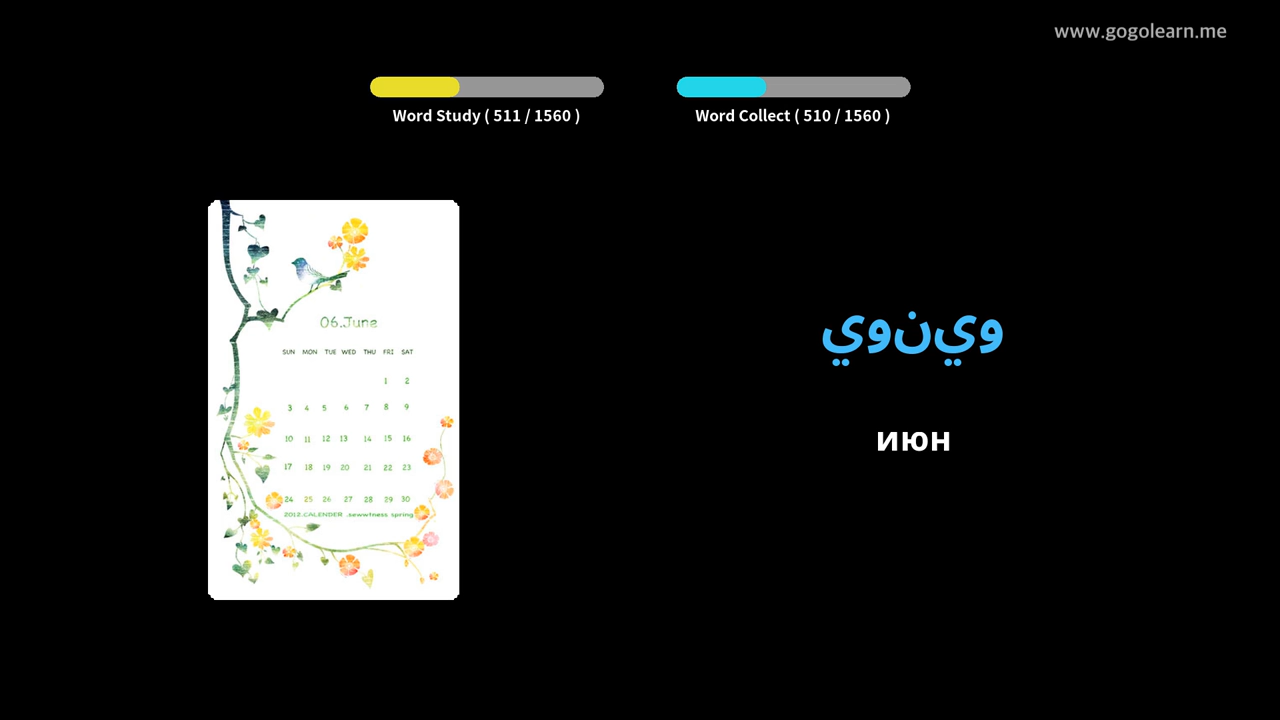 www.gogolearn.me
Word Study ( 511 / 1560 )
Word Collect ( 510 / 1560 )
06.June
SUN MON TUE WED THU FRI SAT
1 2
3 4 5 6 7 8 9
10 11 12 13 14 15 16
17 18 19 20 21 22 23
24 25 26 27 28 29 30
2012.CALENDER .sewwtness spring
يونيو
июн